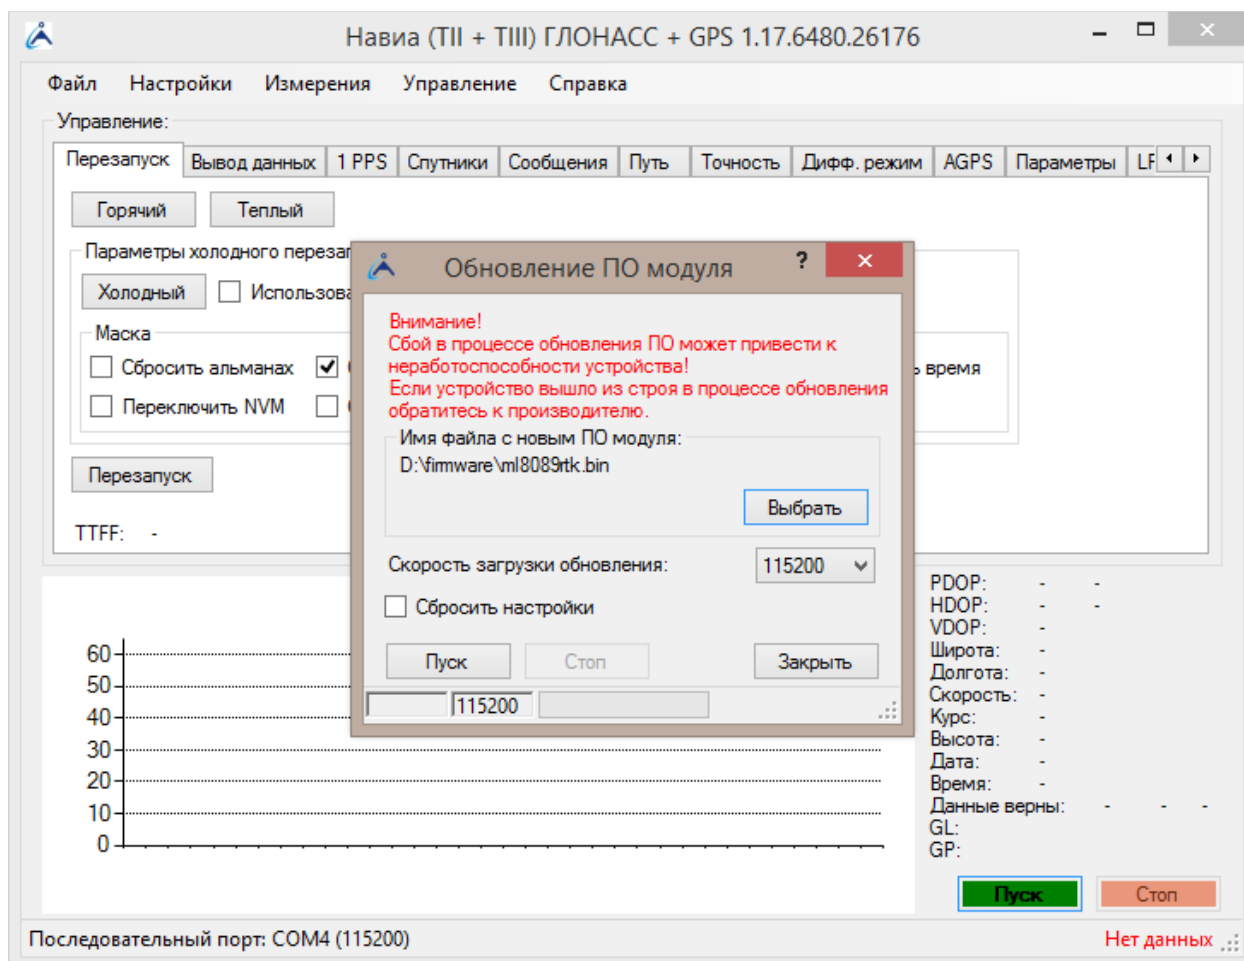 Навиа (TII + TIII) ГЛОНАСС + GPS 1.17.6480.26176
Файл Настройки Измерения Управление Справка
Управление:
Перезапуск Вывод данных 1 PPS Спутники Сообщения Путь Точность Дифф. режим AGPS Параметры
Горячий Теплый
Параметры холодного
Холодный
Маска
Сбросить альманах время
Переключить NVM
Перезапуск
TTFF: -
Обновление ПО модуля ?
Внимание!
Сбой в процессе обновления ПО может привести к
неработоспособности устройства!
Если устройство вышло из строя в процессе обновления
обратитесь к производителю.
Имя файла с новым ПО модуля:
D:\firmware\ml8089rtk.bin
Выбрать
Скорость загрузки обновления: 115200
Сбросить настройки
Пуск Стоп Закрыть
115200
60
50
40
30
20
10
0
PDOP: - -
HDOP: - -
VDOP: -
Широта: -
Долгота: -
Скорость: -
Курс: -
Высота: -
Дата: -
Время: -
Данные верны: - - -
GL:
GP:
Пуск Стоп
Последовательный порт: COM4 (115200) Нет данных